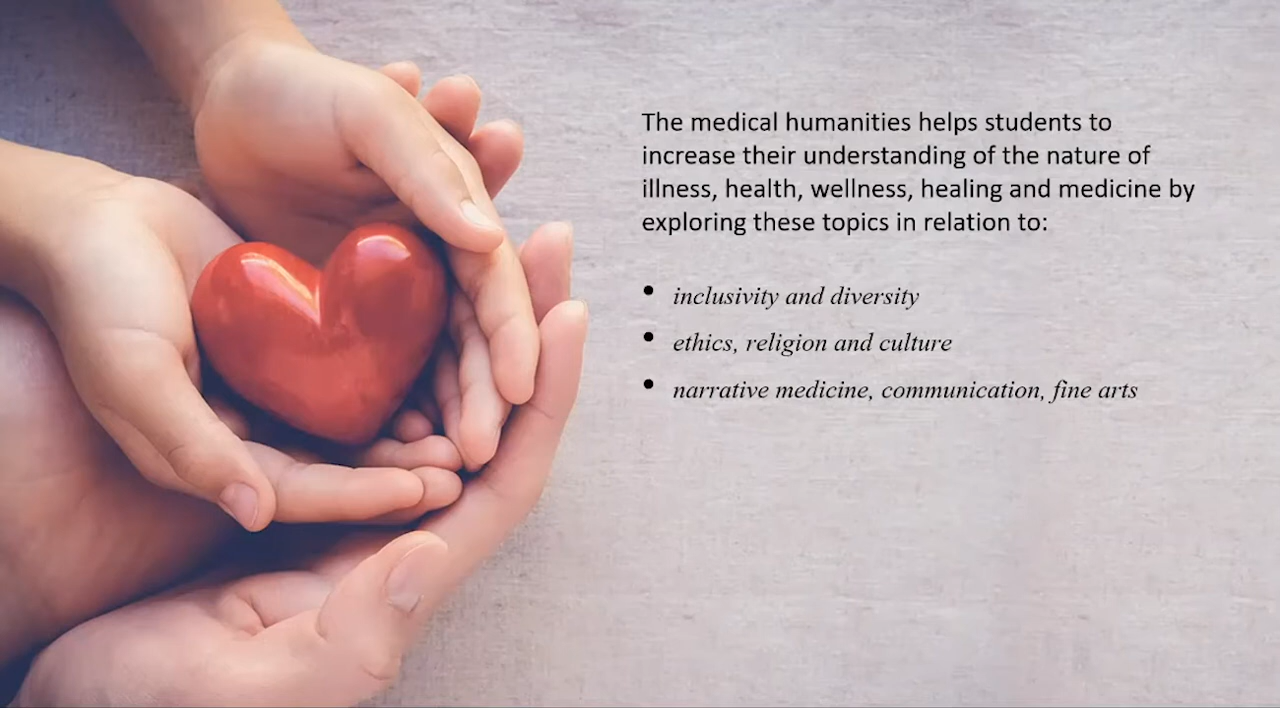 The medical humanities helps students to
increase their understanding of the nature of
illness, health, wellness, healing and medicine by
exploring these topics in relation to:
• inclusivity and diversity
• ethics, religion and culture
• narrative medicine, communication, fine arts